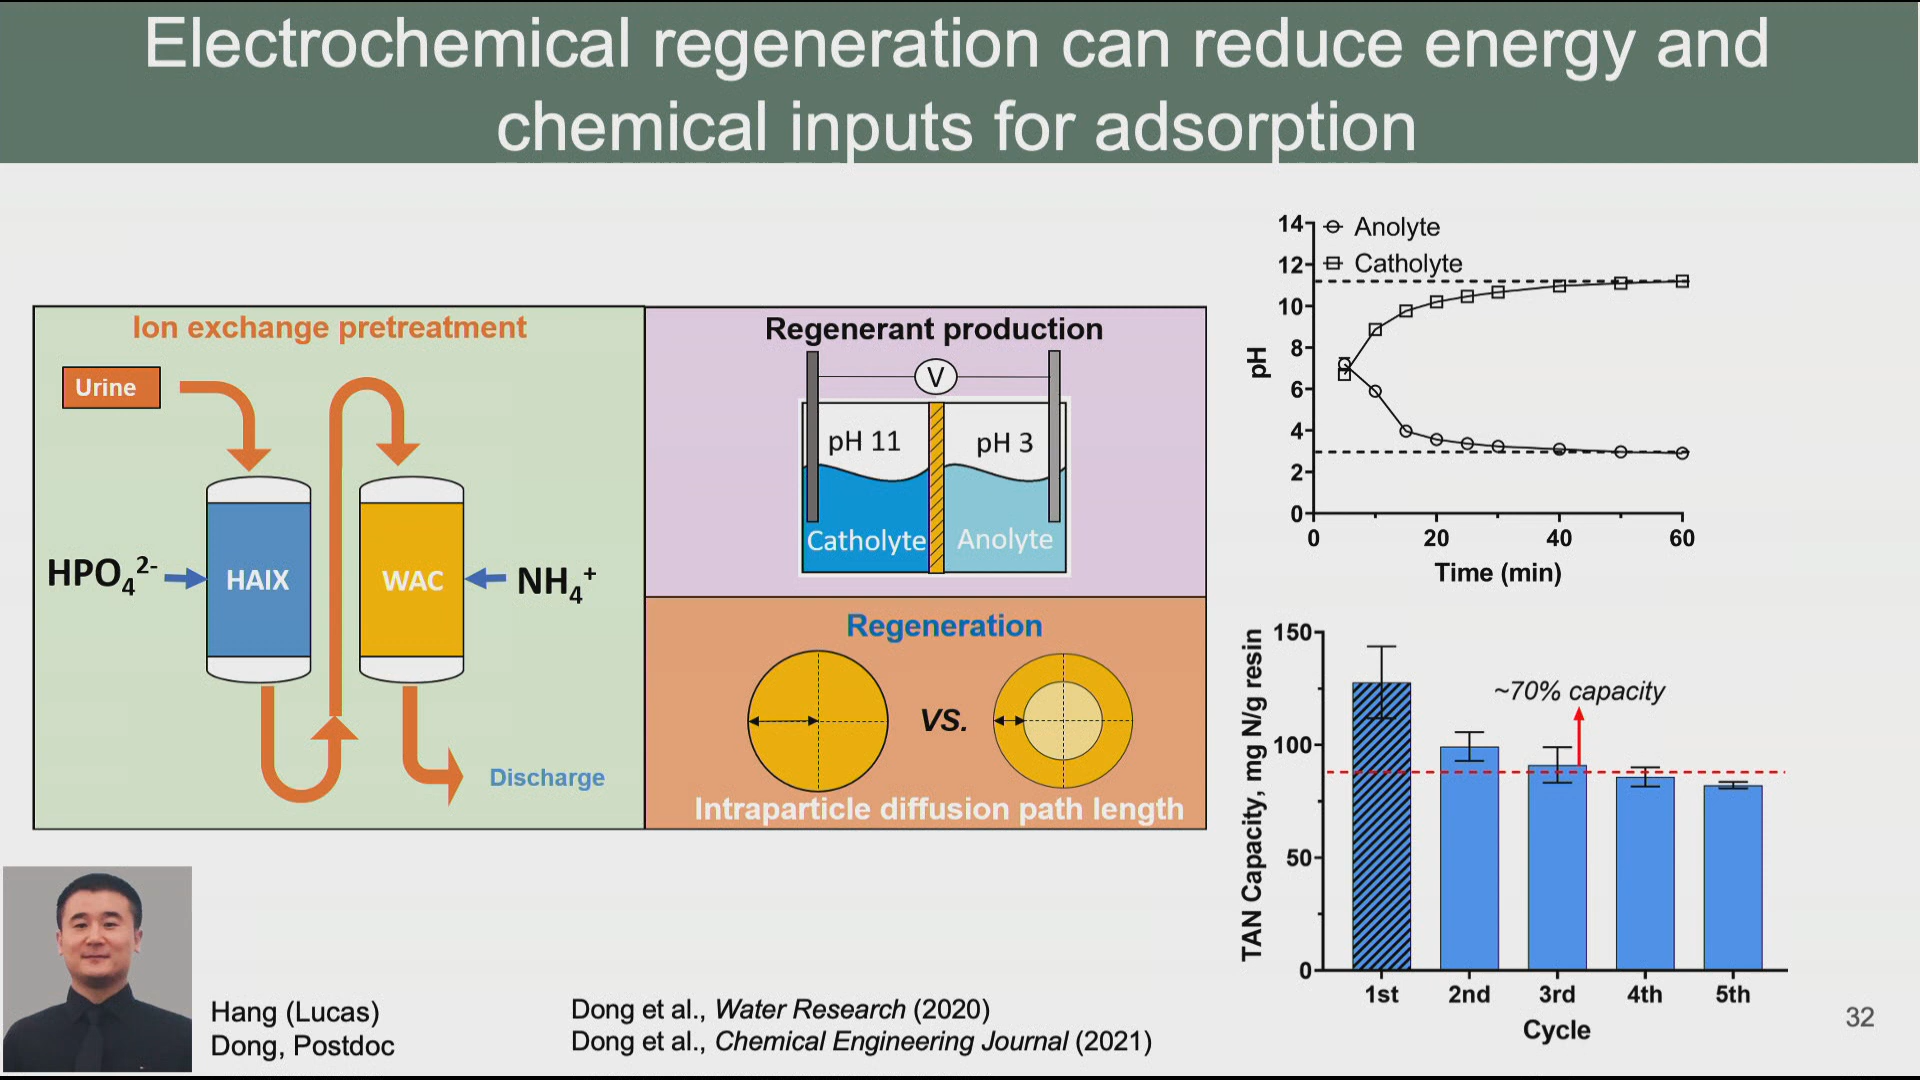 Electrochemical regeneration can reduce energy and
chemical inputs for adsorption
Ion exchange pretreatment
Urine
HPO₄²⁻
HAIX
WAC
NH₄⁺
Discharge
Regenerant production
V
pH 11
pH 3
Catholyte
Anolyte
Regeneration
VS.
Intraparticle diffusion path length
14
12
10
8
6
4
2
0
pH
Anolyte
Catholyte
0
20
40
60
Time (min)
150
100
50
0
TAN Capacity, mg N/g resin
~70% capacity
1st
2nd
3rd
4th
5th
Cycle
Hang (Lucas)
Dong, Postdoc
Dong et al., Water Research (2020)
Dong et al., Chemical Engineering Journal (2021)
32